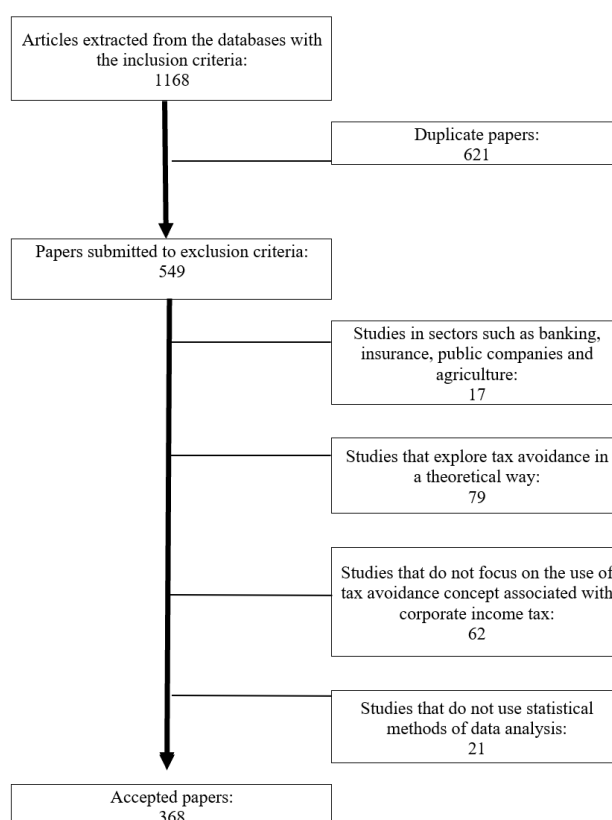 Articles extracted from the databases with
the inclusion criteria:
1168
Duplicate papers:
621
Papers submitted to exclusion criteria:
549
Studies in sectors such as banking,
insurance, public companies and
agriculture:
17
Studies that explore tax avoidance in
a theoretical way:
79
Studies that do not focus on the use of
tax avoidance concept associated with
corporate income tax:
62
Studies that do not use statistical
methods of data analysis:
21
Accepted papers:
368